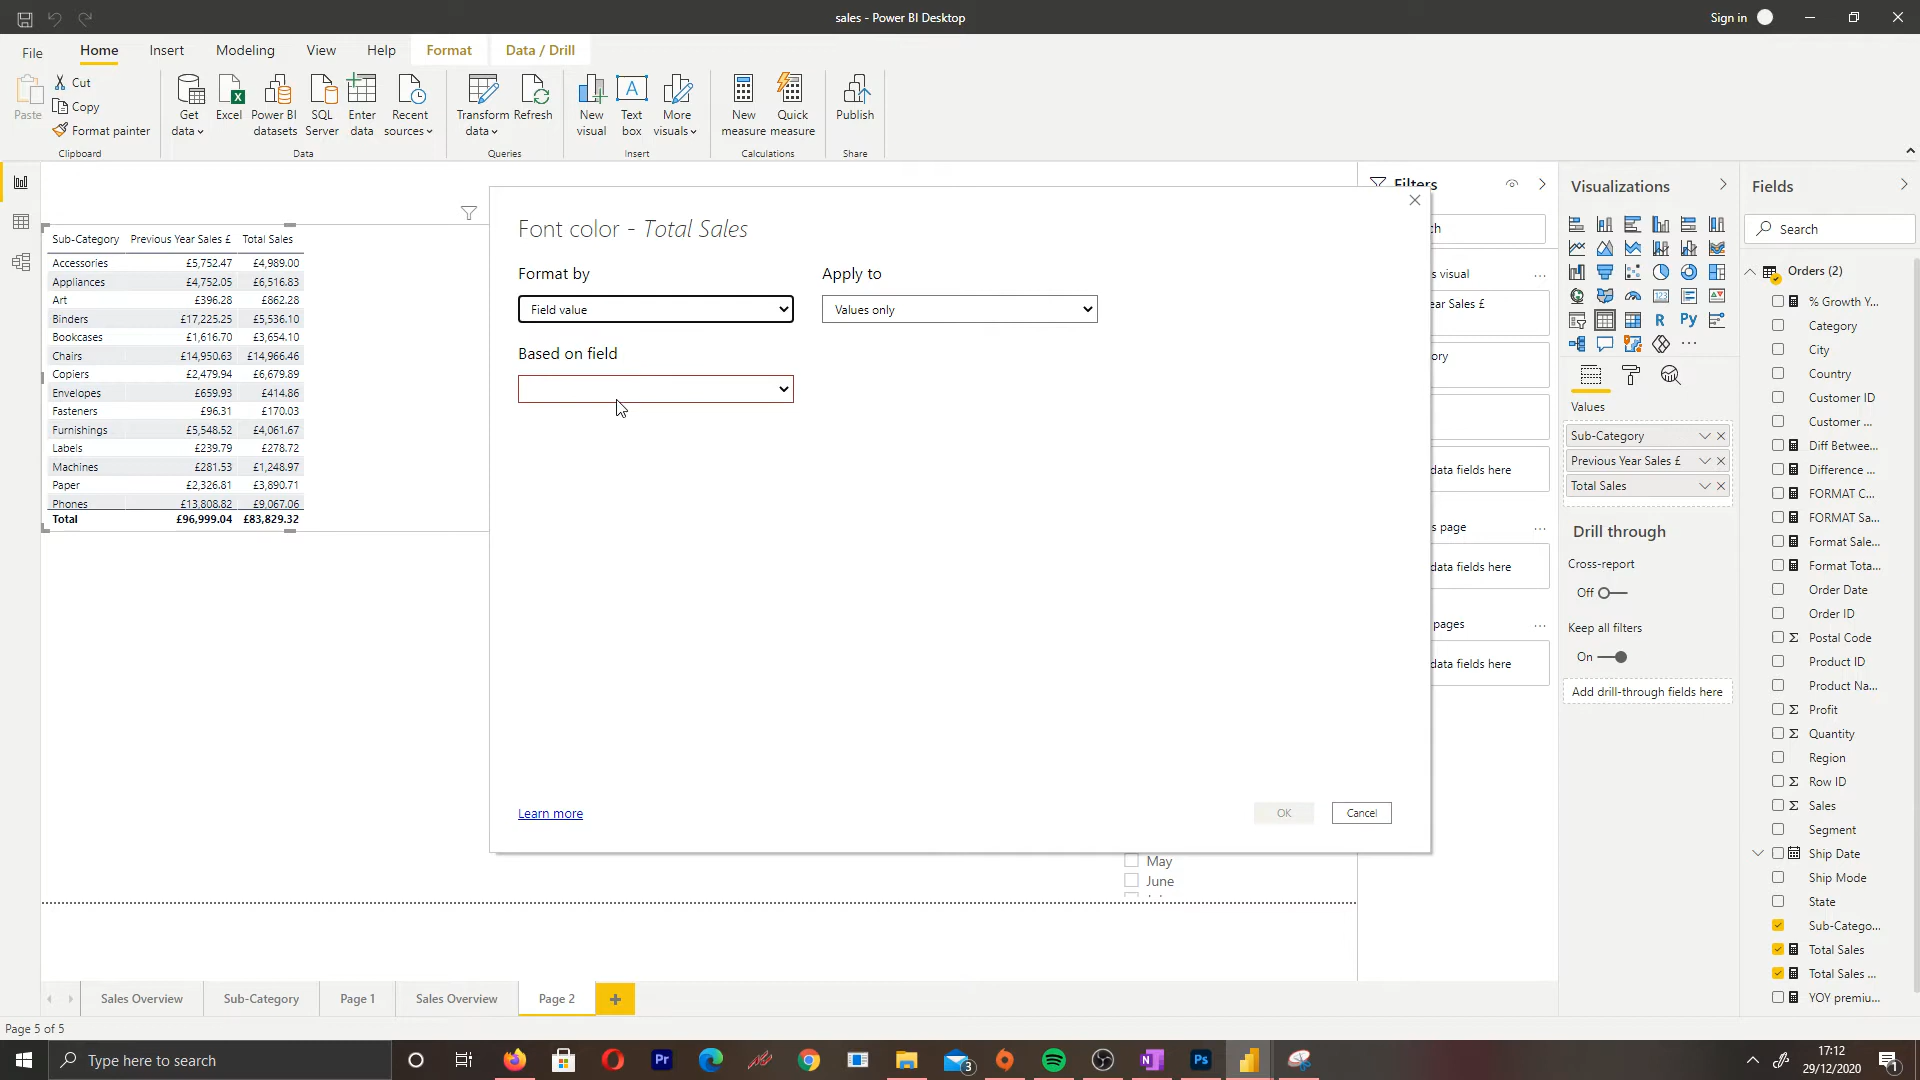 sales - Power BI Desktop
Sign in
File
Home
Insert
Modeling
View
Help
Format
Data / Drill
Paste
Cut
Copy
Format painter
Clipboard
Get data
Excel
Power BI datasets
SQL Server
Enter data
Recent sources
Data
Transform data
Refresh
Queries
New visual
Text box
More visuals
Insert
New measure
Quick measure
Calculations
Publish
Share
Sub-Category Previous Year Sales £ Total Sales
Accessories £5,752.47 £4,989.00
Appliances £4,752.05 £6,516.83
Art £396.28 £862.28
Binders £17,225.25 £5,536.10
Bookcases £1,616.70 £3,654.10
Chairs £14,950.63 £14,966.46
Copiers £2,479.94 £6,679.89
Envelopes £659.93 £414.86
Fasteners £96.31 £170.03
Furnishings £5,548.52 £4,061.67
Labels £239.79 £278.72
Machines £281.53 £1,248.97
Paper £2,326.81 £3,890.71
Phones £13,808.82 £9,067.06
Total £96,999.04 £83,829.32
Font color - Total Sales
Format by
Field value
Apply to
Values only
Based on field
Learn more
OK
Cancel
May
June
Filters
s visual
ear Sales £
ory
data fields here
s page
data fields here
pages
data fields here
Visualizations
R
Py
Values
Sub-Category
Previous Year Sales £
Total Sales
Drill through
Cross-report
Off
Keep all filters
On
Add drill-through fields here
Fields
Search
Orders (2)
% Growth Y...
Category
City
Country
Customer ID
Customer ...
Diff Betwee...
Difference ...
FORMAT C...
FORMAT Sa...
Format Sale...
Format Tota...
Order Date
Order ID
Postal Code
Product ID
Product Na...
Profit
Quantity
Region
Row ID
Sales
Segment
Ship Date
Ship Mode
State
Sub-Catego...
Total Sales
Total Sales ...
YOY premiu...
Sales Overview
Sub-Category
Page 1
Sales Overview
Page 2
Page 5 of 5
Type here to search
Pr
3
Ps
17:12
29/12/2020
1